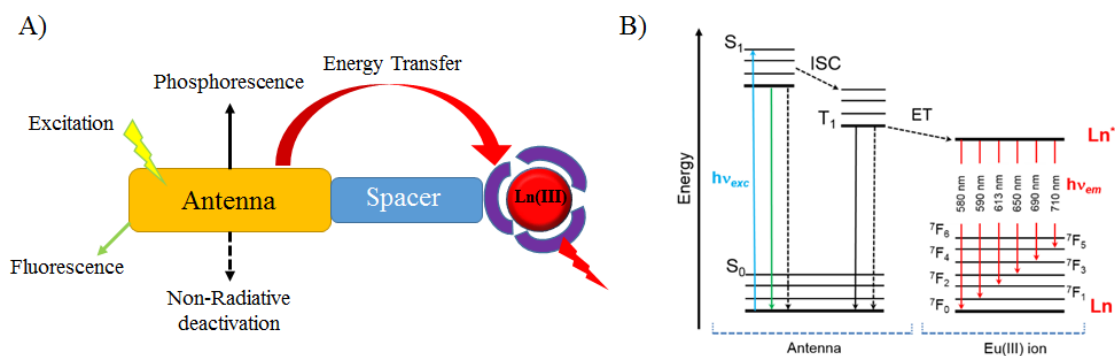 A)
Phosphorescence
Energy Transfer
Excitation
Antenna
Spacer
Ln(III)
Fluorescence
Non-Radiative
deactivation
B)
Energy
S1
ISC
T1
ET
Ln*
hνexc
hνem
580 nm
590 nm
613 nm
650 nm
690 nm
710 nm
S0
7F6
7F5
7F4
7F3
7F2
7F1
7F0
Ln
Antenna
Eu(III) ion